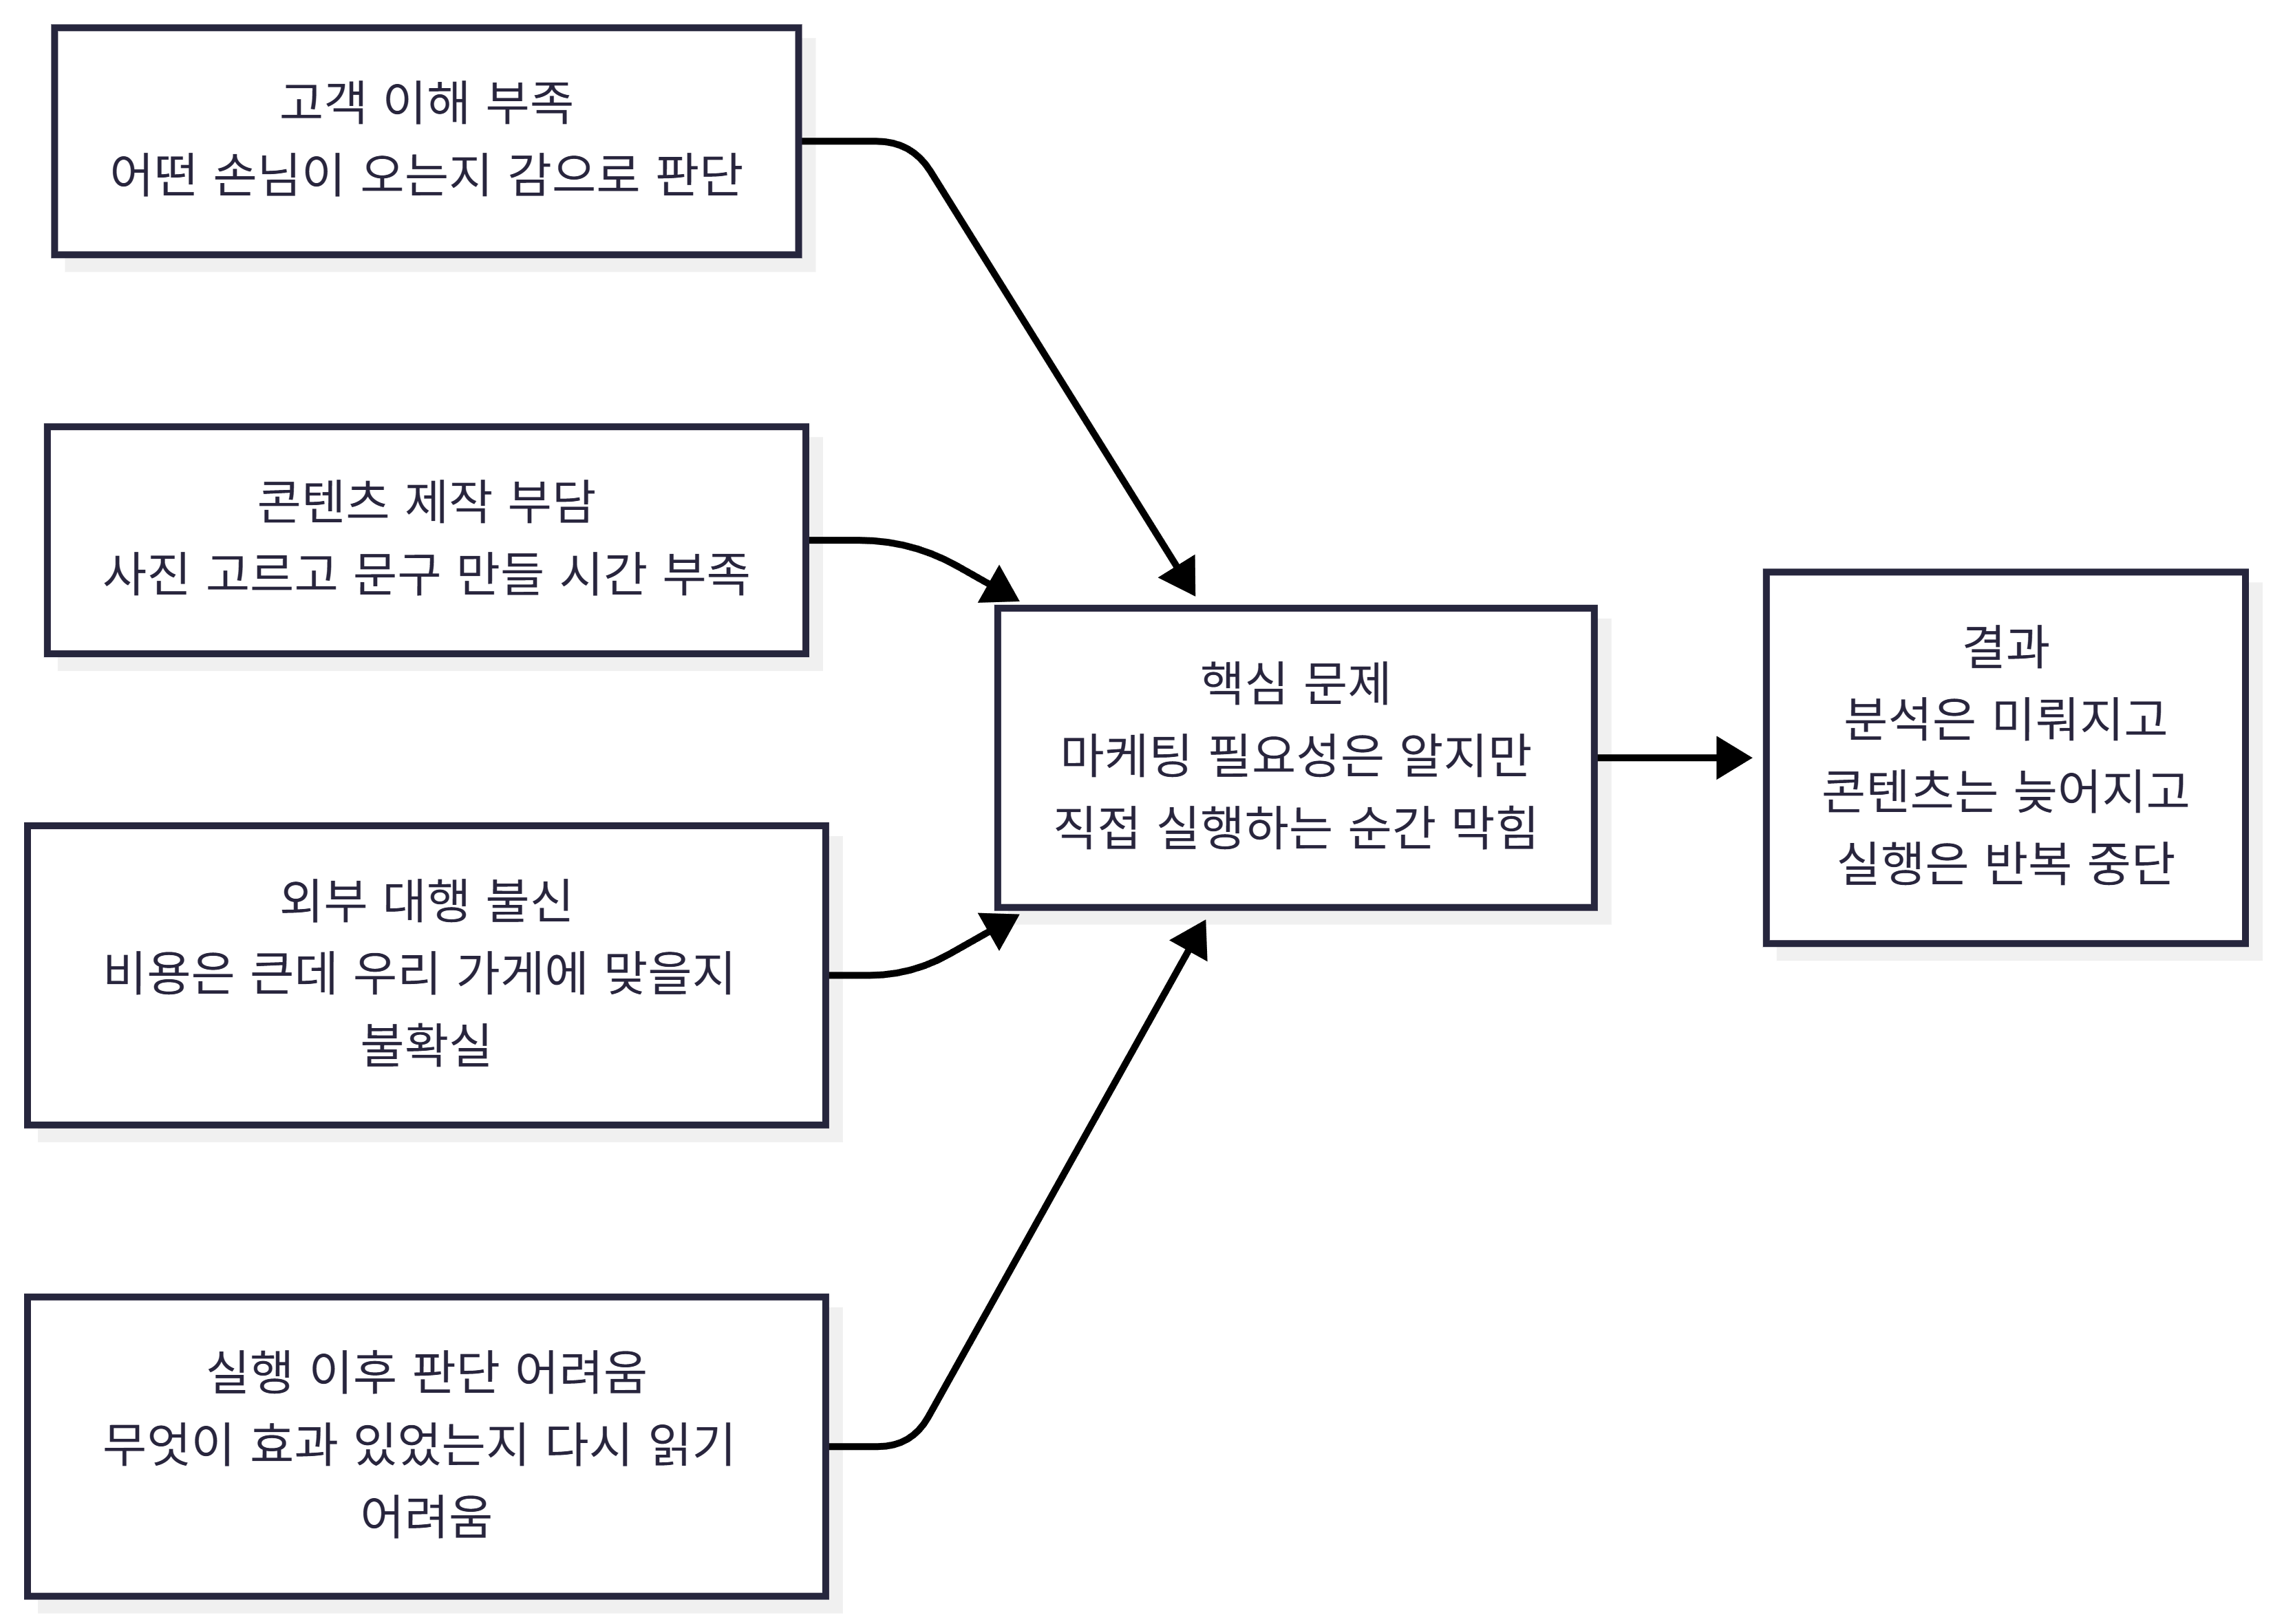 고객 이해 부족
어떤 손님이 오는지 감으로 판단
콘텐츠 제작 부담
사진 고르고 문구 만들 시간 부족
외부 대행 불신
비용은 큰데 우리 가게에 맞을지
불확실
실행 이후 판단 어려움
무엇이 효과 있었는지 다시 읽기
어려움
핵심 문제
마케팅 필요성은 알지만
직접 실행하는 순간 막힘
결과
분석은 미뤄지고
콘텐츠는 늦어지고
실행은 반복 중단